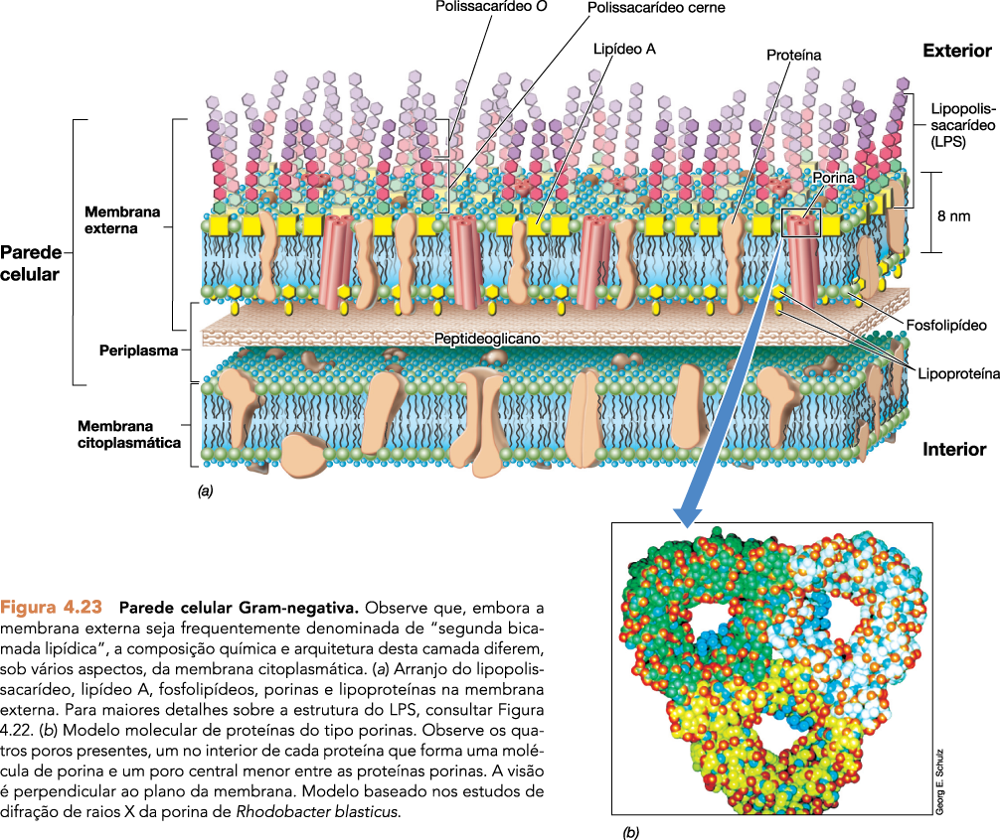 Polissacarídeo O
Polissacarídeo cerne
Lipídeo A
Proteína
Exterior
Lipopolis-
sacarídeo
(LPS)
Porina
8 nm
Membrana
externa
Parede
celular
Fosfolipídeo
Peptideoglicano
Periplasma
Lipoproteína
Membrana
citoplasmática
Interior
(a)
Figura 4.23 Parede celular Gram-negativa. Observe que, embora a
membrana externa seja frequentemente denominada de “segunda bica-
mada lipídica”, a composição química e arquitetura desta camada diferem,
sob vários aspectos, da membrana citoplasmática. (a) Arranjo do lipopolis-
sacarídeo, lipídeo A, fosfolipídeos, porinas e lipoproteínas na membrana
externa. Para maiores detalhes sobre a estrutura do LPS, consultar Figura
4.22. (b) Modelo molecular de proteínas do tipo porinas. Observe os qua-
tros poros presentes, um no interior de cada proteína que forma uma molé-
cula de porina e um poro central menor entre as proteínas porinas. A visão
é perpendicular ao plano da membrana. Modelo baseado nos estudos de
difração de raios X da porina de Rhodobacter blasticus.
Georg E. Schulz
(b)